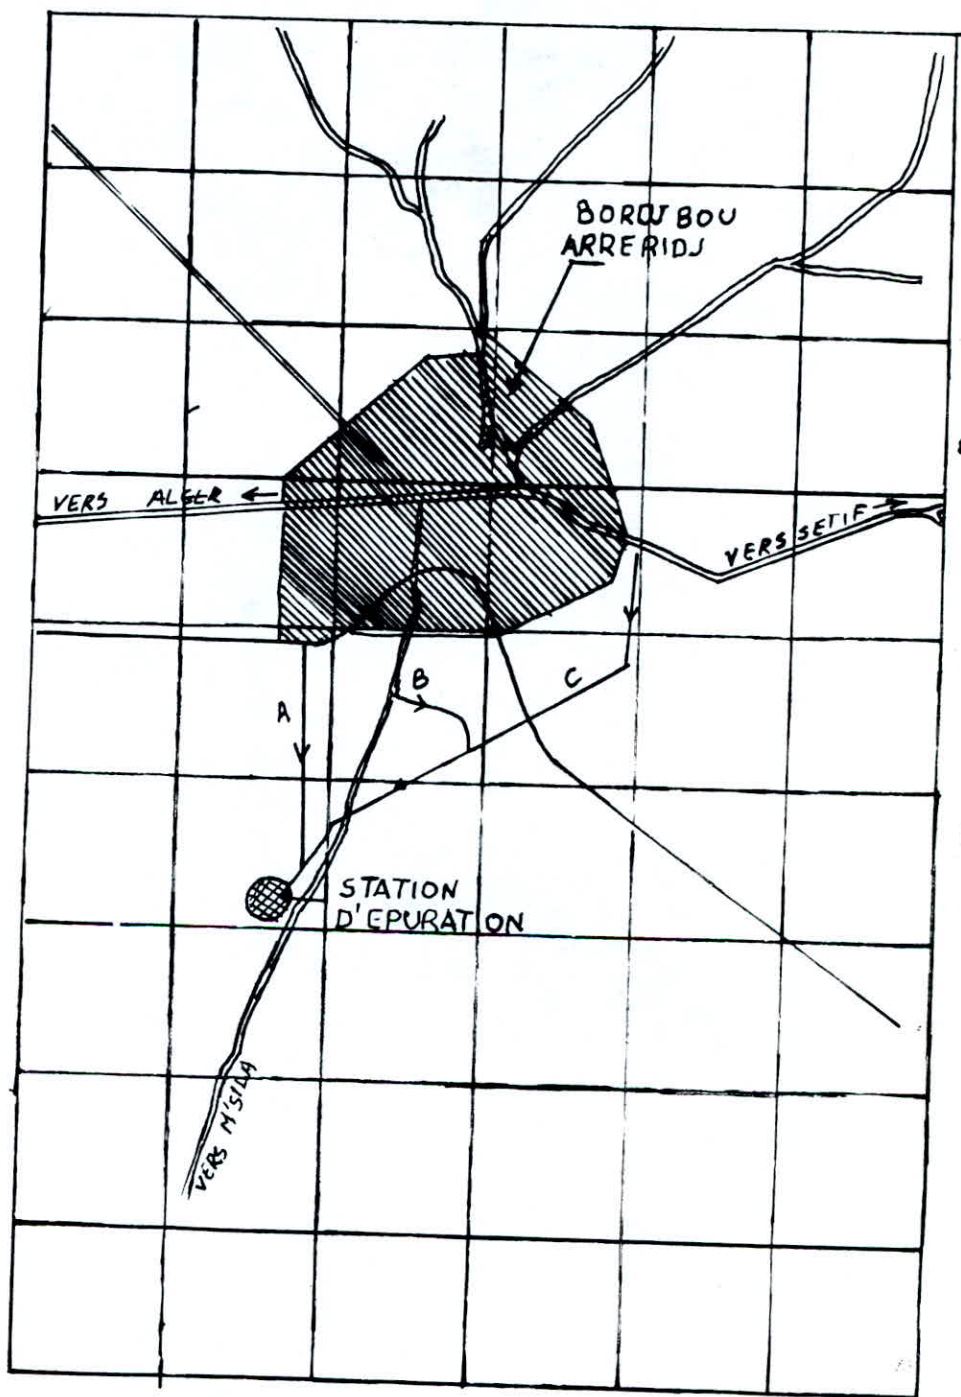 BORDJ BOU
ARRERIDJ
VERS ALGER
VERS SETIF
B
C
A
STATION
D'EPURATION
VERS M'SILA